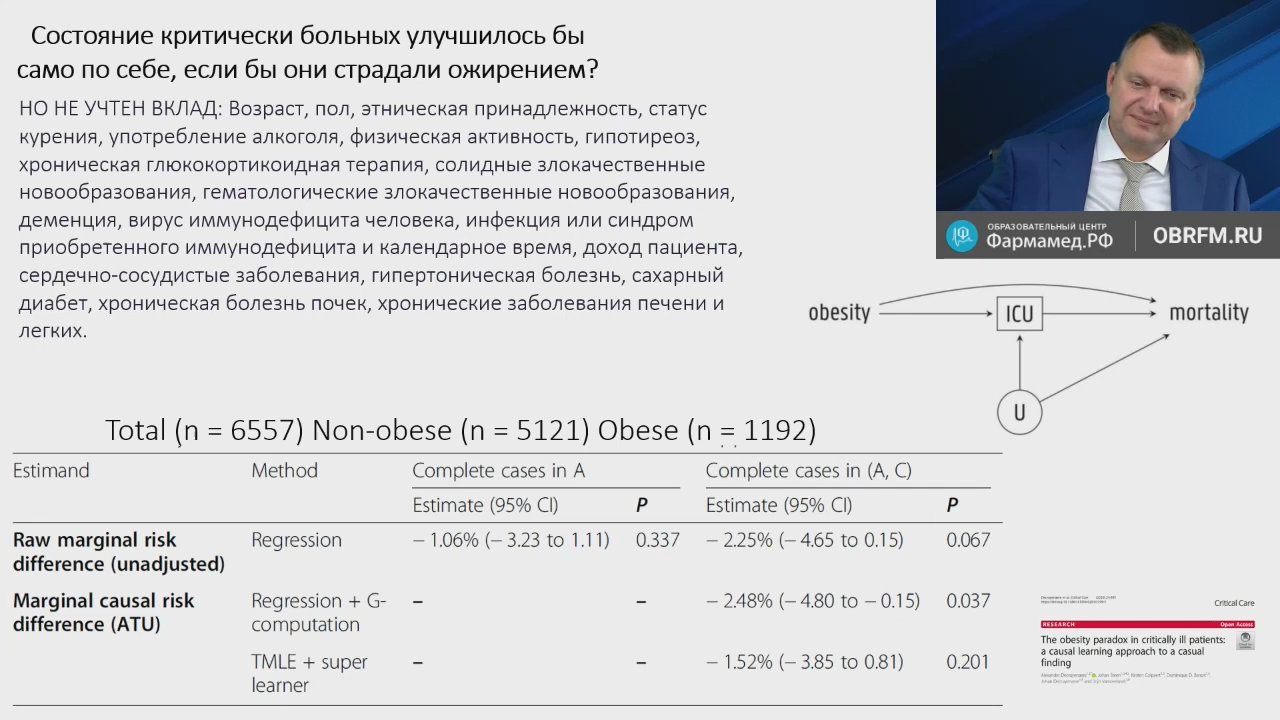 Состояние критически больных улучшилось бы
само по себе, если бы они страдали ожирением?
НО НЕ УЧТЕН ВКЛАД: Возраст, пол, этническая принадлежность, статус
курения, употребление алкоголя, физическая активность, гипотиреоз,
хроническая глюкокортикоидная терапия, солидные злокачественные
новообразования, гематологические злокачественные новообразования,
деменция, вирус иммунодефицита человека, инфекция или синдром
приобретенного иммунодефицита и календарное время, доход пациента,
сердечно-сосудистые заболевания, гипертоническая болезнь, сахарный
диабет, хроническая болезнь почек, хронические заболевания печени и
легких.
ОБРАЗОВАТЕЛЬНЫЙ ЦЕНТР
Фармамед.РФ
OBRFM.RU
obesity ICU mortality
U
Total (n = 6557) Non-obese (n = 5121) Obese (n = 1192)
Estimand Method Complete cases in A Complete cases in (A, C)
Estimate (95% CI) P Estimate (95% CI) P
Raw marginal risk Regression – 1.06% (– 3.23 to 1.11) 0.337 – 2.25% (– 4.65 to 0.15) 0.067
difference (unadjusted)
Marginal causal risk Regression + G- – – – 2.48% (– 4.80 to – 0.15) 0.037
difference (ATU) computation
TMLE + super – – – 1.52% (– 3.85 to 0.81) 0.201
learner
Critical Care
RESEARCH Open Access
The obesity paradox in critically ill patients:
a causal learning approach to a casual
finding